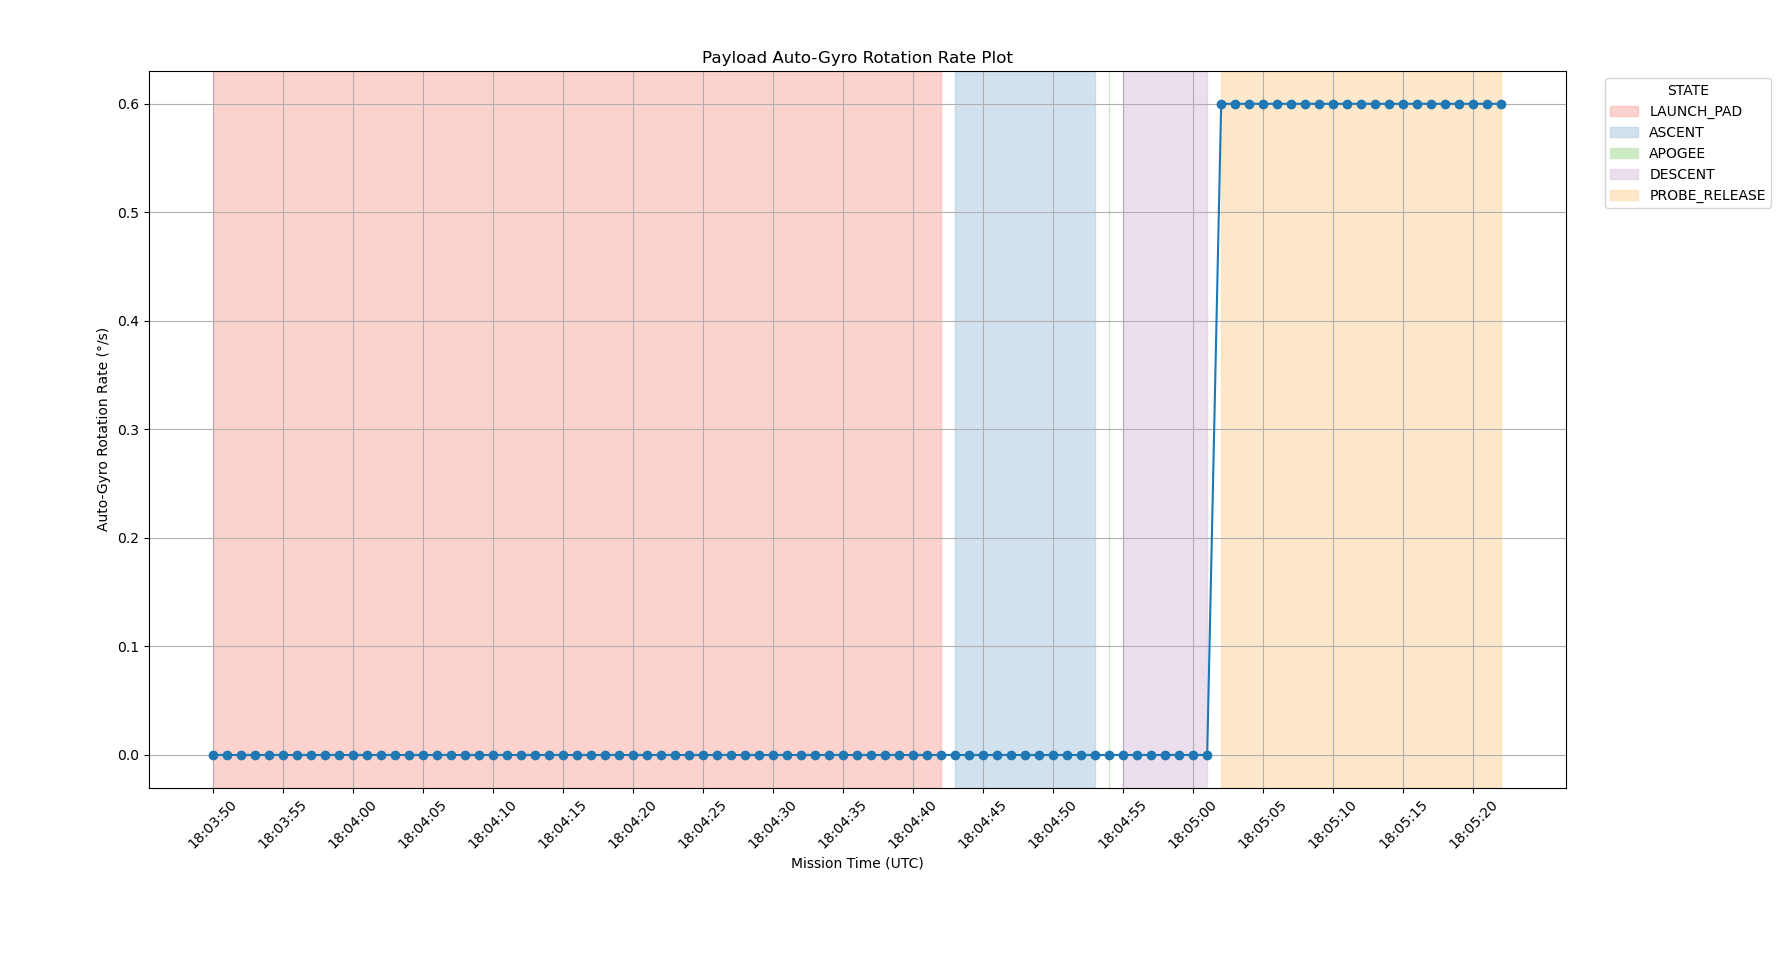 Payload Auto-Gyro Rotation Rate Plot
STATE
LAUNCH_PAD
ASCENT
APOGEE
DESCENT
PROBE_RELEASE
Auto-Gyro Rotation Rate (°/s)
0.6
0.5
0.4
0.3
0.2
0.1
0.0
18:03:50
18:03:55
18:04:00
18:04:05
18:04:10
18:04:15
18:04:20
18:04:25
18:04:30
18:04:35
18:04:40
18:04:45
18:04:50
18:04:55
18:05:00
18:05:05
18:05:10
18:05:15
18:05:20
Mission Time (UTC)